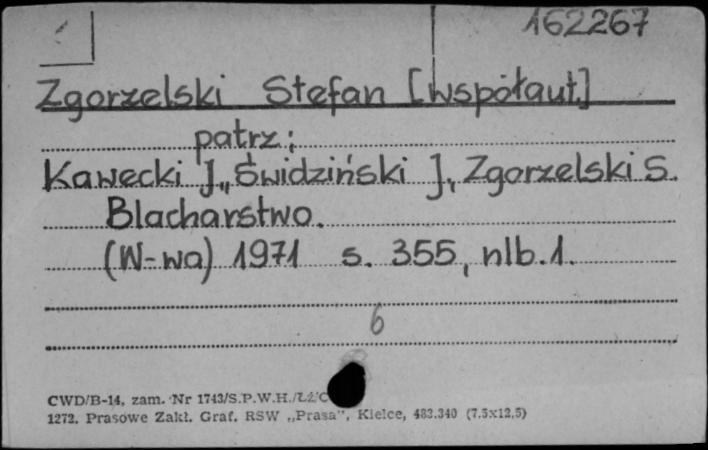 162267
Zgorzelski Stefan [współaut.]
patrz:
Kawęcki J., Świdziński J., Zgorzelski S.
Blacharstwo.
(W-wa) 1971 s. 355, nlb. 1.
6
CWD/B-14, zam. Nr 1743/S.P.W.H./ŁŻ/C
1272. Prasowe Zakł. Graf. RSW „Prasa", Kielce, 483.340 (7.5x12,5)